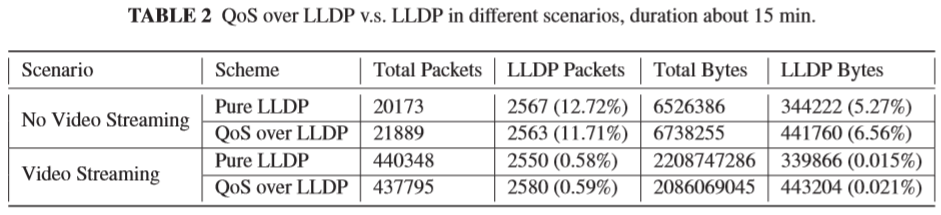 TABLE 2 QoS over LLDP v.s. LLDP in different scenarios, duration about 15 min.
Scenario Scheme Total Packets LLDP Packets Total Bytes LLDP Bytes
No Video Streaming Pure LLDP 20173 2567 (12.72%) 6526386 344222 (5.27%)
QoS over LLDP 21889 2563 (11.71%) 6738255 441760 (6.56%)
Video Streaming Pure LLDP 440348 2550 (0.58%) 2208747286 339866 (0.015%)
QoS over LLDP 437795 2580 (0.59%) 2086069045 443204 (0.021%)